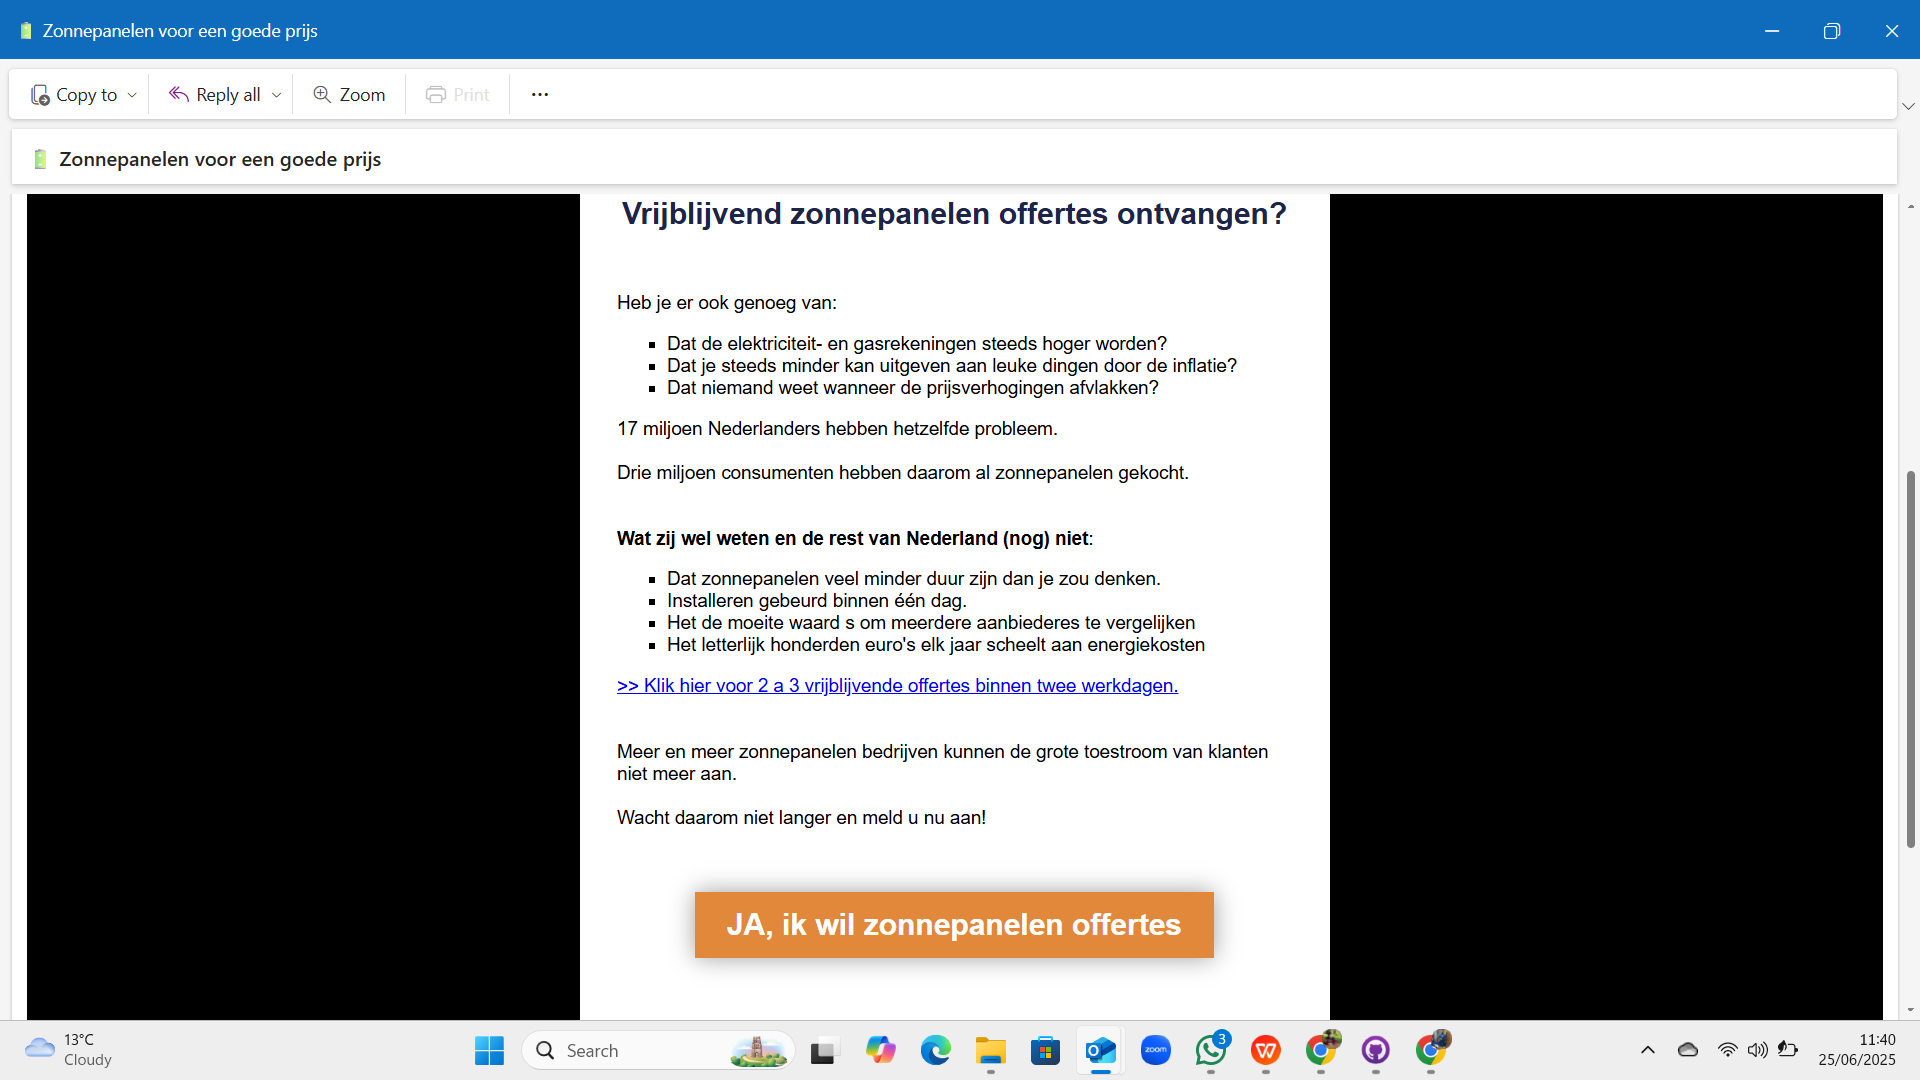 Zonnepanelen voor een goede prijs
Copy to
Reply all
Zoom
Print
Zonnepanelen voor een goede prijs
Vrijblijvend zonnepanelen offertes ontvangen?
Heb je er ook genoeg van:
Dat de elektriciteit- en gasrekeningen steeds hoger worden?
Dat je steeds minder kan uitgeven aan leuke dingen door de inflatie?
Dat niemand weet wanneer de prijsverhogingen afvlakken?
17 miljoen Nederlanders hebben hetzelfde probleem.
Drie miljoen consumenten hebben daarom al zonnepanelen gekocht.
Wat zij wel weten en de rest van Nederland (nog) niet:
Dat zonnepanelen veel minder duur zijn dan je zou denken.
Installeren gebeurd binnen één dag.
Het de moeite waard s om meerdere aanbiederes te vergelijken
Het letterlijk honderden euro's elk jaar scheelt aan energiekosten
>> Klik hier voor 2 a 3 vrijblijvende offertes binnen twee werkdagen.
Meer en meer zonnepanelen bedrijven kunnen de grote toestroom van klanten
niet meer aan.
Wacht daarom niet langer en meld u nu aan!
JA, ik wil zonnepanelen offertes
13°C
Cloudy
Search
zoom
3
11:40
25/06/2025